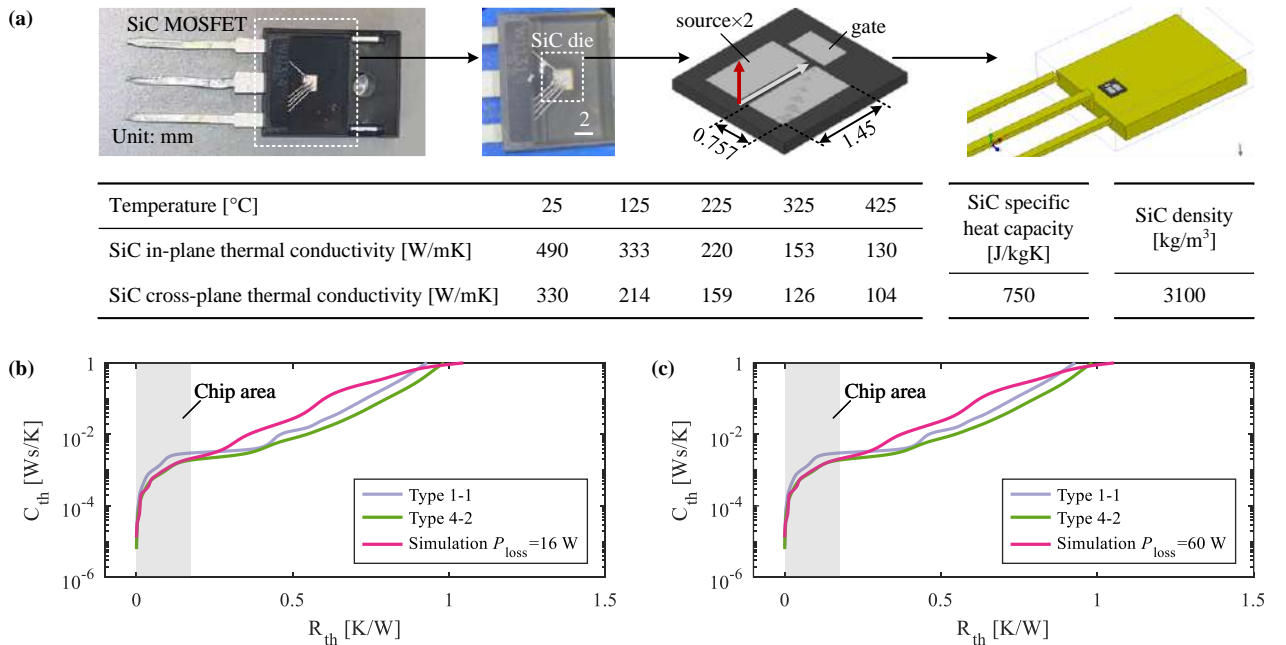 (a)
SiC MOSFET
Unit: mm
SiC die
2
source×2
gate
0.757
1.45
Temperature [°C] 25 125 225 325 425
SiC in-plane thermal conductivity [W/mK] 490 333 220 153 130
SiC cross-plane thermal conductivity [W/mK] 330 214 159 126 104
SiC specific
heat capacity
[J/kgK]
750
SiC density
[kg/m³]
3100
(b)
1
10⁻²
10⁻⁴
10⁻⁶
C_th [Ws/K]
Chip area
Type 1-1
Type 4-2
Simulation P_loss=16 W
0 0.5 1 1.5
R_th [K/W]
(c)
1
10⁻²
10⁻⁴
10⁻⁶
C_th [Ws/K]
Chip area
Type 1-1
Type 4-2
Simulation P_loss=60 W
0 0.5 1 1.5
R_th [K/W]